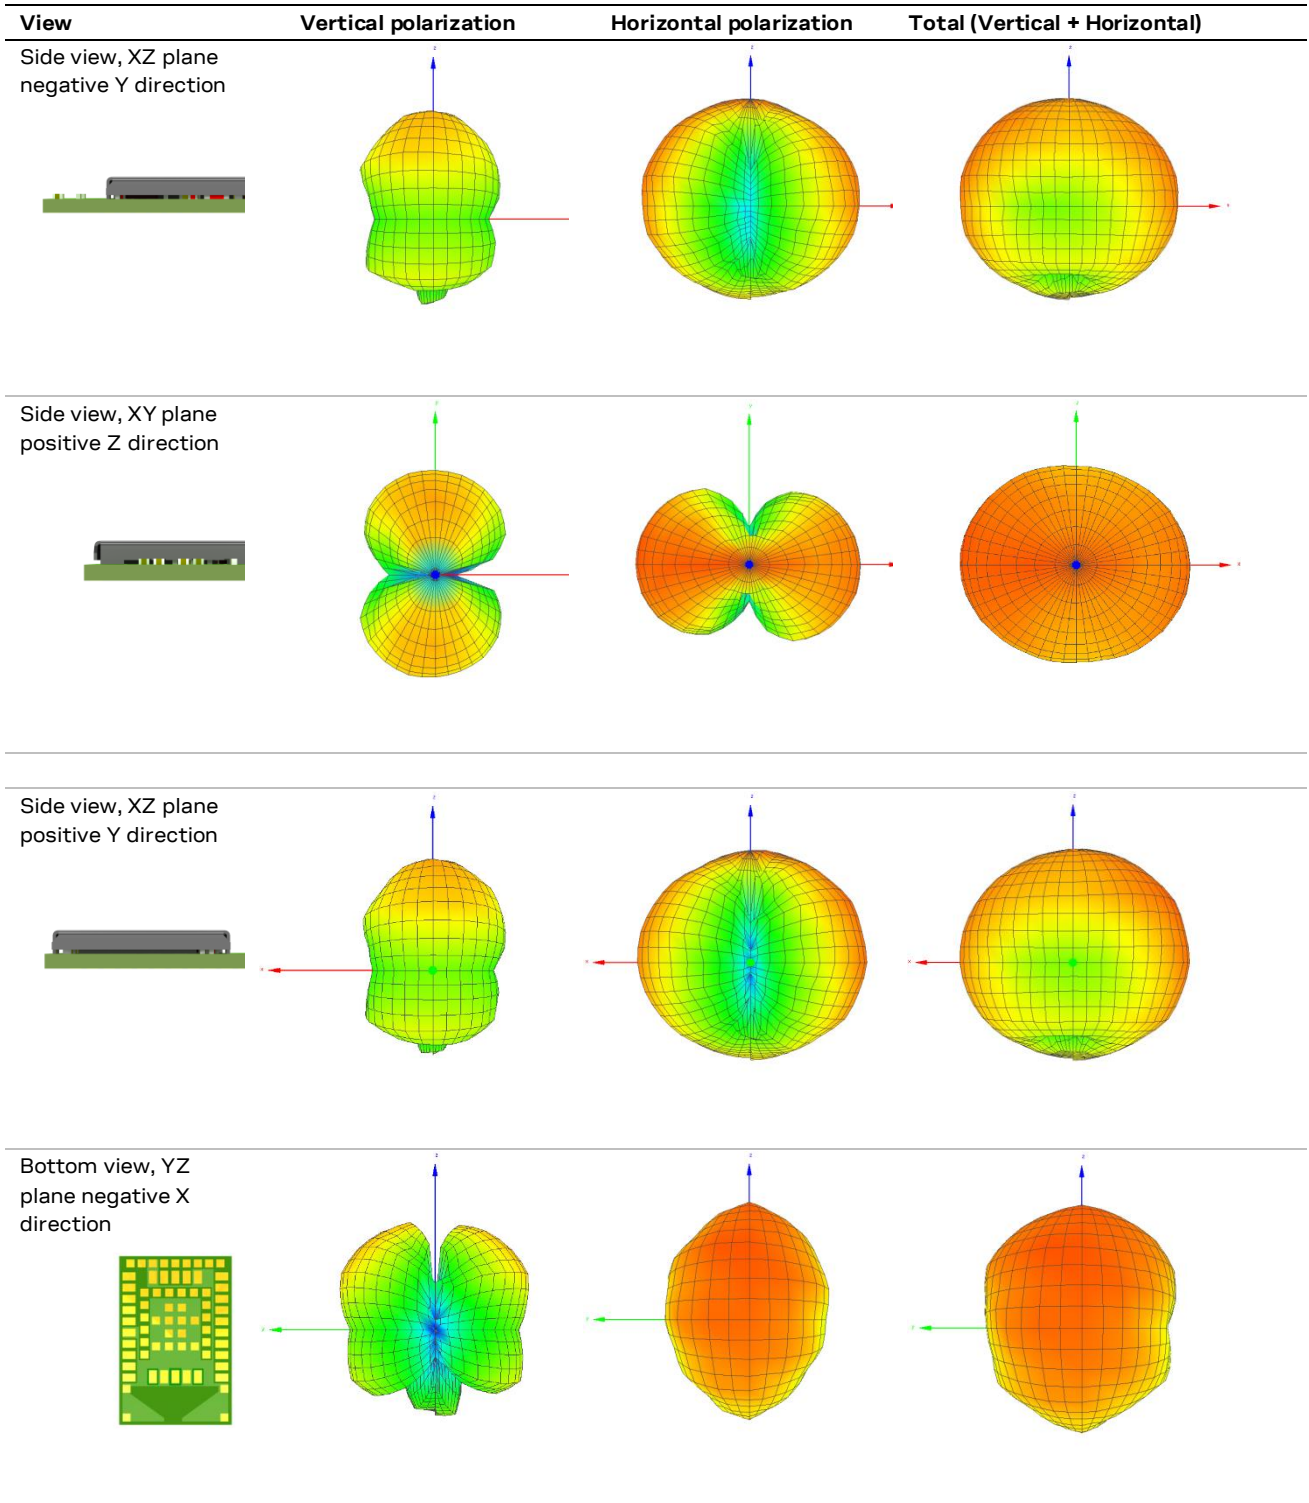 View Vertical polarization Horizontal polarization Total (Vertical + Horizontal)
Side view, XZ plane
negative Y direction
Side view, XY plane
positive Z direction
Side view, XZ plane
positive Y direction
Bottom view, YZ
plane negative X
direction